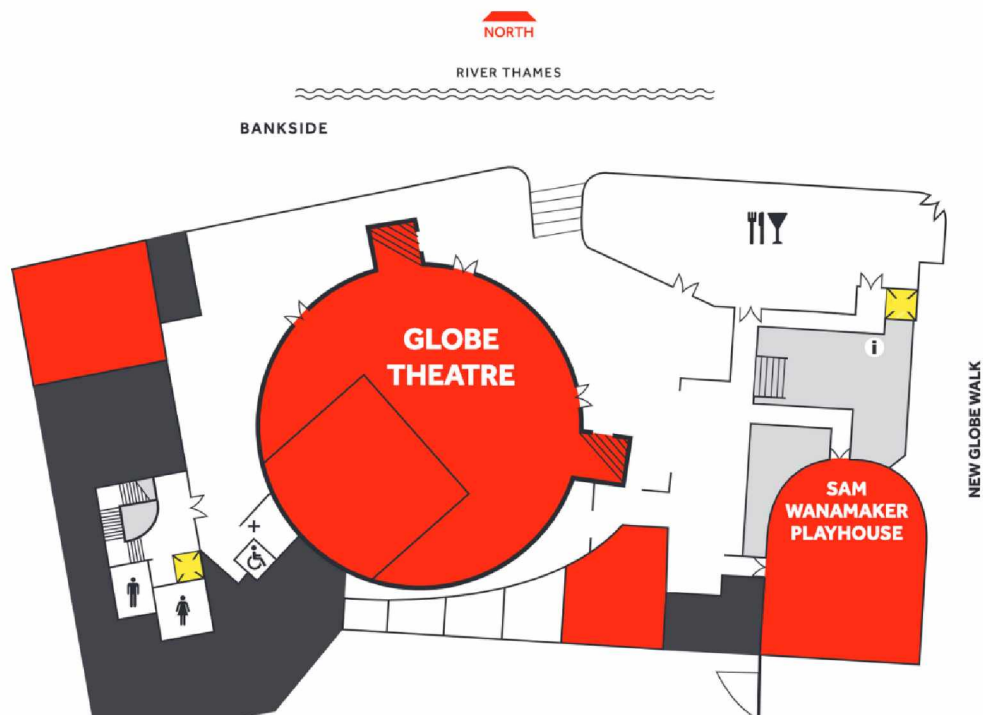 NORTH
RIVER THAMES
BANKSIDE
GLOBE
THEATRE
i
NEW GLOBE WALK
SAM
WANAMAKER
PLAYHOUSE